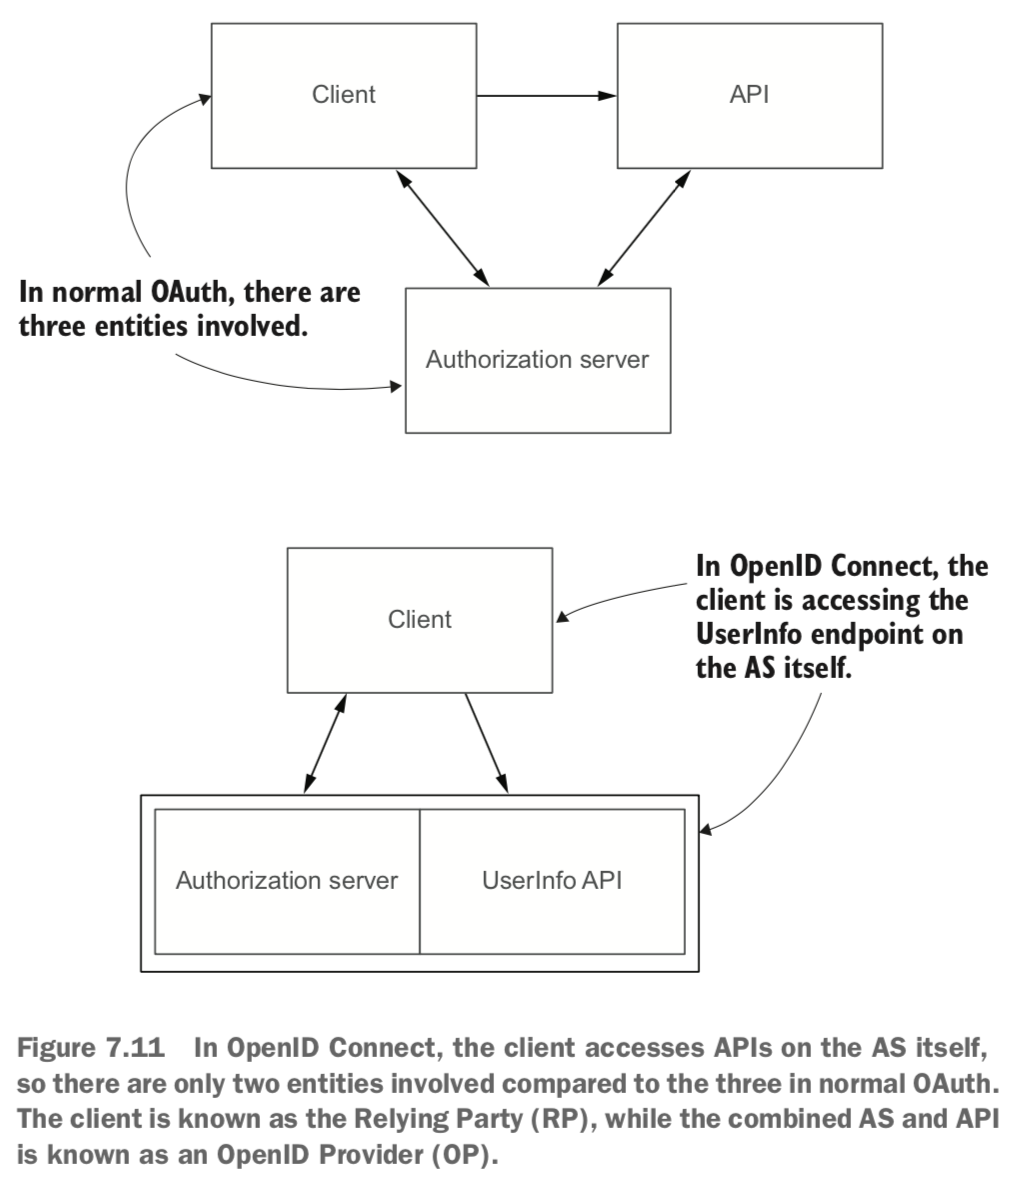 Client
API
In normal OAuth, there are
three entities involved.
Authorization server
In OpenID Connect, the
client is accessing the
UserInfo endpoint on
the AS itself.
Client
Authorization server
UserInfo API
Figure 7.11 In OpenID Connect, the client accesses APIs on the AS itself,
so there are only two entities involved compared to the three in normal OAuth.
The client is known as the Relying Party (RP), while the combined AS and API
is known as an OpenID Provider (OP).